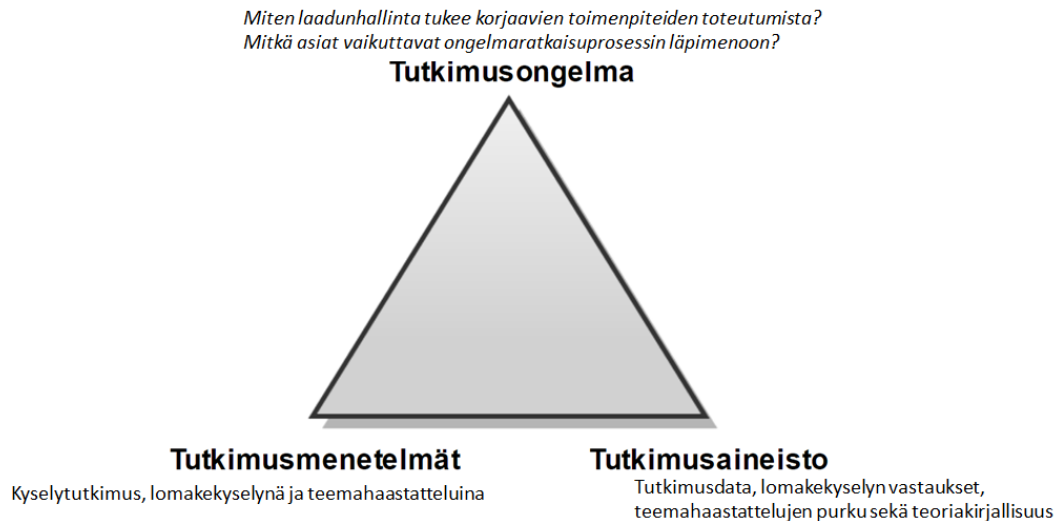 Miten laadunhallinta tukee korjaavien toimenpiteiden toteutumista?
Mitkä asiat vaikuttavat ongelmaratkaisuprosessin läpimenoon?
Tutkimusongelma
Tutkimusmenetelmät
Kyselytutkimus, lomakekyselynä ja teemahaastatteluina
Tutkimusaineisto
Tutkimusdata, lomakekyselyn vastaukset,
teemahaastattelujen purku sekä teoriakirjallisuus